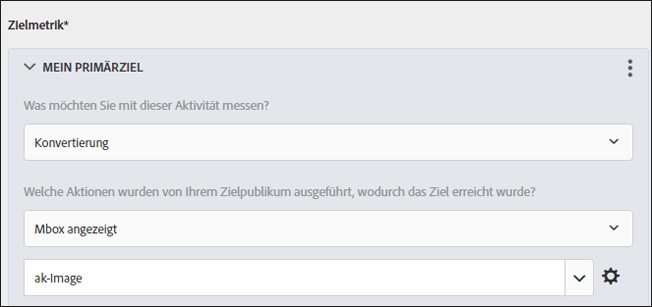 Zielmetrik*
MEIN PRIMÄRZIEL
Was möchten Sie mit dieser Aktivität messen?
Konvertierung
Welche Aktionen wurden von Ihrem Zielpublikum ausgeführt, wodurch das Ziel erreicht wurde?
Mbox angezeigt
ak-Image